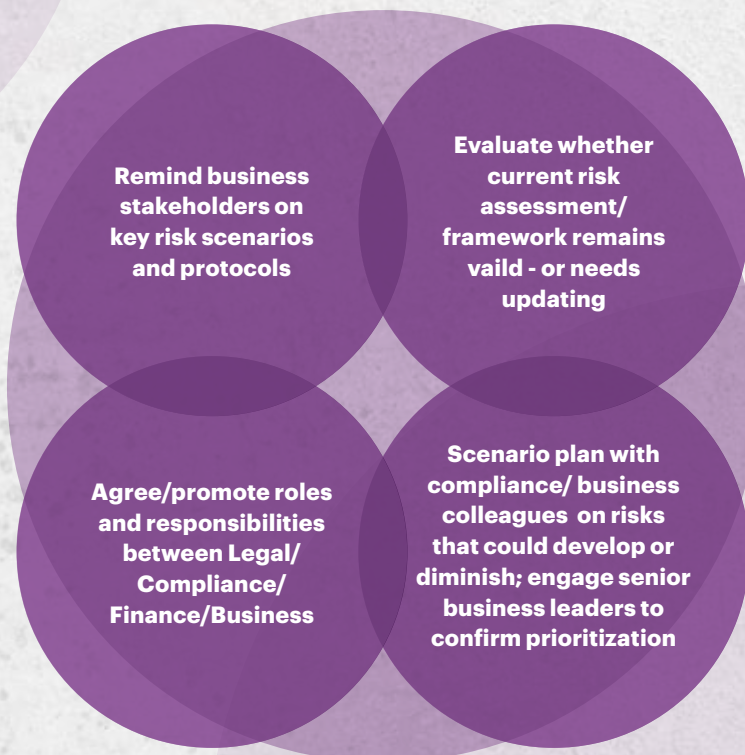 Remind business
stakeholders on
key risk scenarios
and protocols
Evaluate whether
current risk
assessment/
framework remains
vaild - or needs
updating
Agree/promote roles
and responsibilities
between Legal/
Compliance/
Finance/Business
Scenario plan with
compliance/ business
colleagues  on risks
that could develop or
diminish; engage senior
business leaders to
confirm prioritization